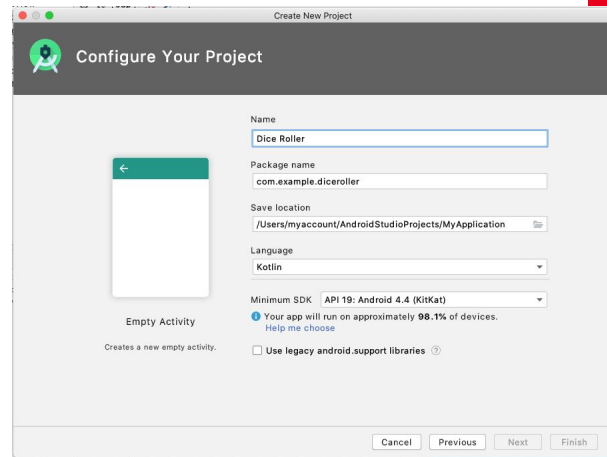 Create New Project
Configure Your Project
Name
Dice Roller
Package name
com.example.diceroller
Save location
/Users/myaccount/AndroidStudioProjects/MyApplication
Language
Kotlin
Minimum SDK API 19: Android 4.4 (KitKat)
Your app will run on approximately 98.1% of devices.
Help me choose
Use legacy android.support libraries ?
Empty Activity
Creates a new empty activity.
Cancel Previous Next Finish